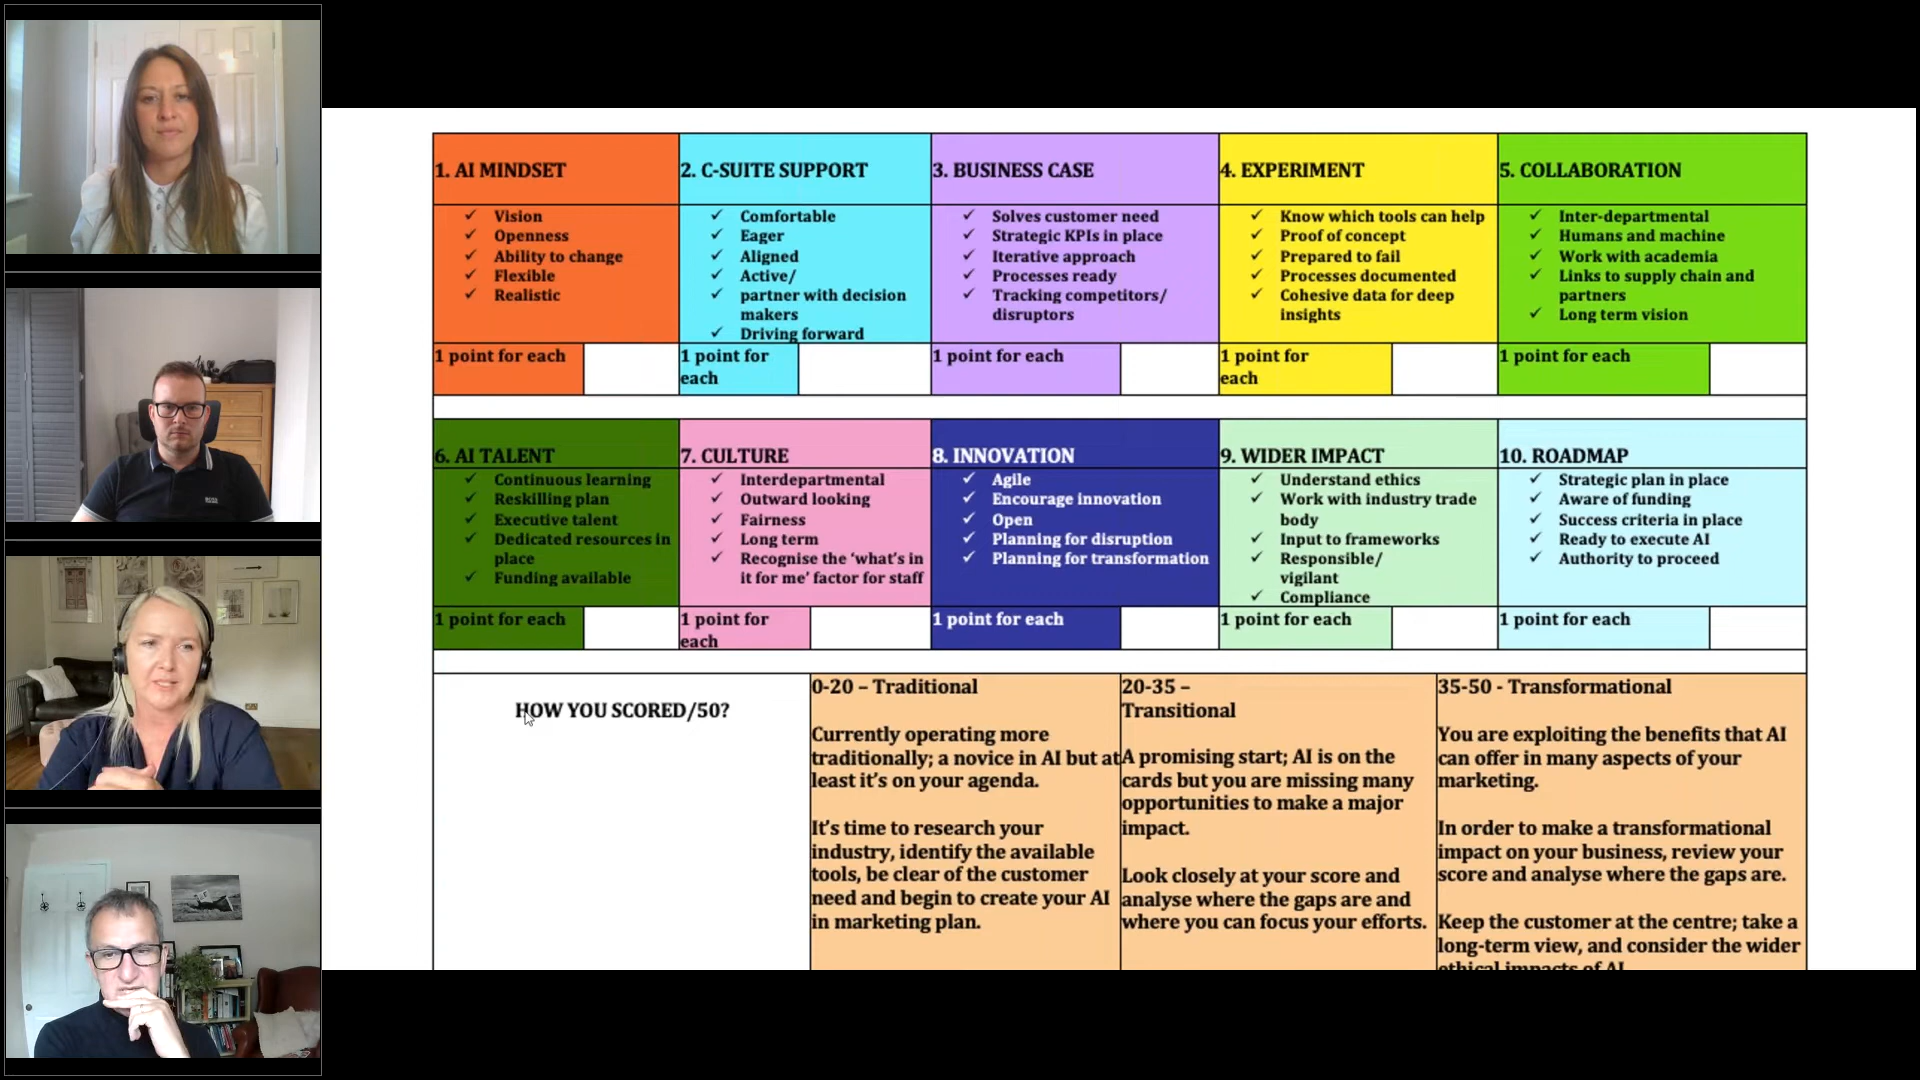 1. AI MINDSET
✓ Vision
✓ Openness
✓ Ability to change
✓ Flexible
✓ Realistic
1 point for each
2. C-SUITE SUPPORT
✓ Comfortable
✓ Eager
✓ Aligned
✓ Active/
✓ partner with decision
makers
✓ Driving forward
1 point for
each
3. BUSINESS CASE
✓ Solves customer need
✓ Strategic KPIs in place
✓ Iterative approach
✓ Processes ready
✓ Tracking competitors/
disruptors
1 point for each
4. EXPERIMENT
✓ Know which tools can help
✓ Proof of concept
✓ Prepared to fail
✓ Processes documented
✓ Cohesive data for deep
insights
1 point for
each
5. COLLABORATION
✓ Inter-departmental
✓ Humans and machine
✓ Work with academia
✓ Links to supply chain and
partners
✓ Long term vision
1 point for each
6. AI TALENT
✓ Continuous learning
✓ Reskilling plan
✓ Executive talent
✓ Dedicated resources in
place
✓ Funding available
1 point for each
7. CULTURE
✓ Interdepartmental
✓ Outward looking
✓ Fairness
✓ Long term
✓ Recognise the ‘what’s in
it for me’ factor for staff
1 point for
each
8. INNOVATION
✓ Agile
✓ Encourage innovation
✓ Open
✓ Planning for disruption
✓ Planning for transformation
1 point for each
9. WIDER IMPACT
✓ Understand ethics
✓ Work with industry trade
body
✓ Input to frameworks
✓ Responsible/
vigilant
✓ Compliance
1 point for each
10. ROADMAP
✓ Strategic plan in place
✓ Aware of funding
✓ Success criteria in place
✓ Ready to execute AI
✓ Authority to proceed
1 point for each
HOW YOU SCORED/50?
0-20 – Traditional
Currently operating more
traditionally; a novice in AI but at
least it’s on your agenda.
It’s time to research your
industry, identify the available
tools, be clear of the customer
need and begin to create your AI
in marketing plan.
20-35 –
Transitional
A promising start; AI is on the
cards but you are missing many
opportunities to make a major
impact.
Look closely at your score and
analyse where the gaps are and
where you can focus your efforts.
35-50 - Transformational
You are exploiting the benefits that AI
can offer in many aspects of your
marketing.
In order to make a transformational
impact on your business, review your
score and analyse where the gaps are.
Keep the customer at the centre; take a
long-term view, and consider the wider
ethical impacts of AI